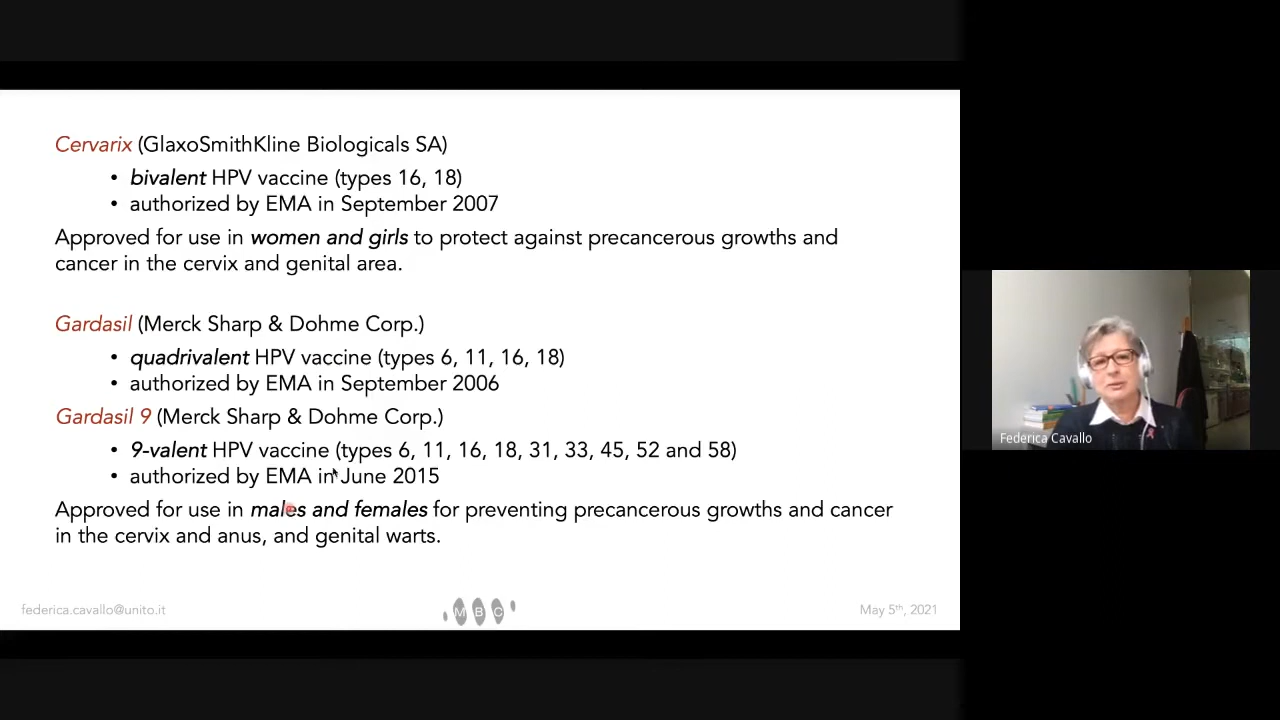 Cervarix (GlaxoSmithKline Biologicals SA)
• bivalent HPV vaccine (types 16, 18)
• authorized by EMA in September 2007
Approved for use in women and girls to protect against precancerous growths and
cancer in the cervix and genital area.
Gardasil (Merck Sharp & Dohme Corp.)
• quadrivalent HPV vaccine (types 6, 11, 16, 18)
• authorized by EMA in September 2006
Gardasil 9 (Merck Sharp & Dohme Corp.)
• 9-valent HPV vaccine (types 6, 11, 16, 18, 31, 33, 45, 52 and 58)
• authorized by EMA in June 2015
Approved for use in males and females for preventing precancerous growths and cancer
in the cervix and anus, and genital warts.
federica.cavallo@unito.it
MBC
May 5th, 2021
Federica Cavallo